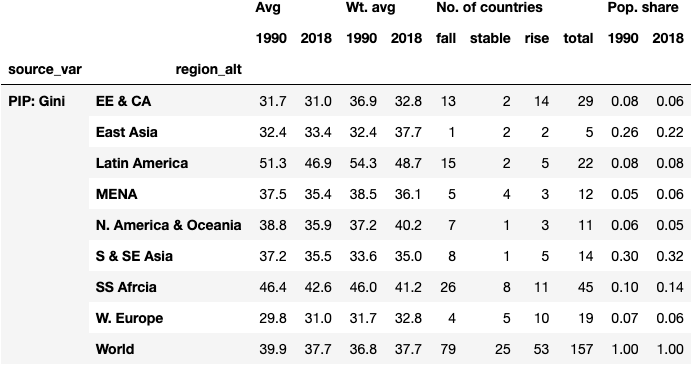 Avg Wt. avg No. of countries Pop. share
1990 2018 1990 2018 fall stable rise total 1990 2018
source_var region_alt
PIP: Gini EE & CA 31.7 31.0 36.9 32.8 13 2 14 29 0.08 0.06
East Asia 32.4 33.4 32.4 37.7 1 2 2 5 0.26 0.22
Latin America 51.3 46.9 54.3 48.7 15 2 5 22 0.08 0.08
MENA 37.5 35.4 38.5 36.1 5 4 3 12 0.05 0.06
N. America & Oceania 38.8 35.9 37.2 40.2 7 1 3 11 0.06 0.05
S & SE Asia 37.2 35.5 33.6 35.0 8 1 5 14 0.30 0.32
SS Afrcia 46.4 42.6 46.0 41.2 26 8 11 45 0.10 0.14
W. Europe 29.8 31.0 31.7 32.8 4 5 10 19 0.07 0.06
World 39.9 37.7 36.8 37.7 79 25 53 157 1.00 1.00